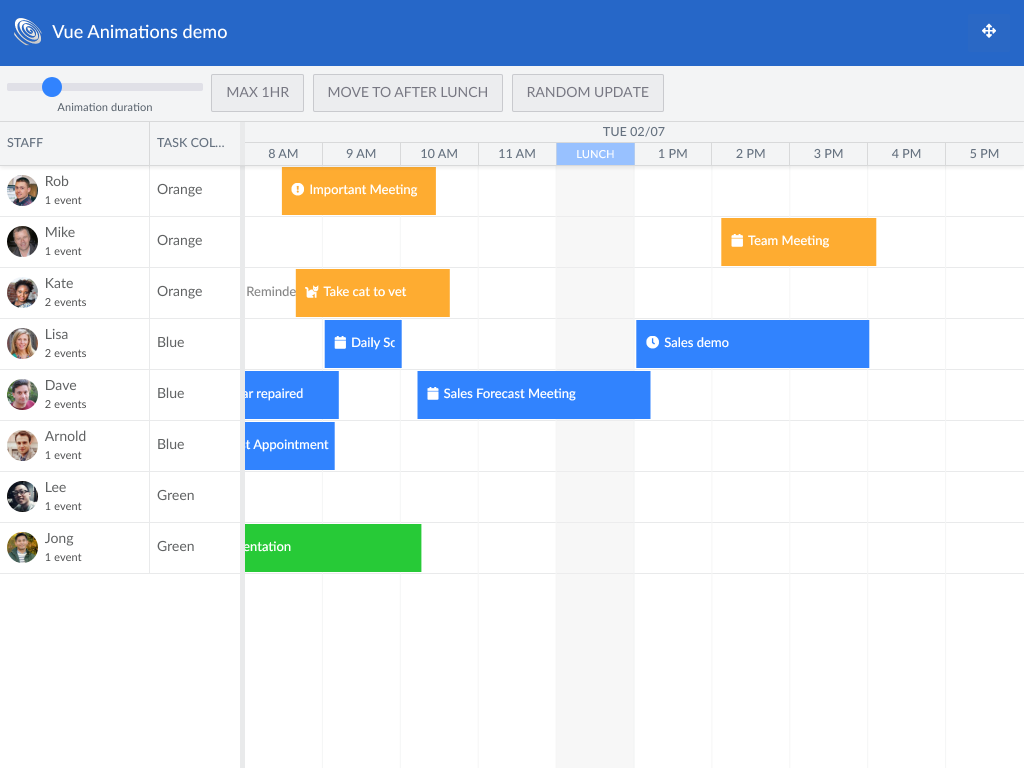 Vue Animations demo
Animation duration
MAX 1HR
MOVE TO AFTER LUNCH
RANDOM UPDATE
STAFF
TASK COL...
TUE 02/07
8 AM 9 AM 10 AM 11 AM LUNCH 1 PM 2 PM 3 PM 4 PM 5 PM
Rob
1 event
Orange
Important Meeting
Mike
1 event
Orange
Team Meeting
Kate
2 events
Orange
Reminde
Take cat to vet
Lisa
2 events
Blue
Daily Sc
Sales demo
Dave
2 events
Blue
ar repaired
Sales Forecast Meeting
Arnold
1 event
Blue
t Appointment
Lee
1 event
Green
Jong
1 event
Green
entation